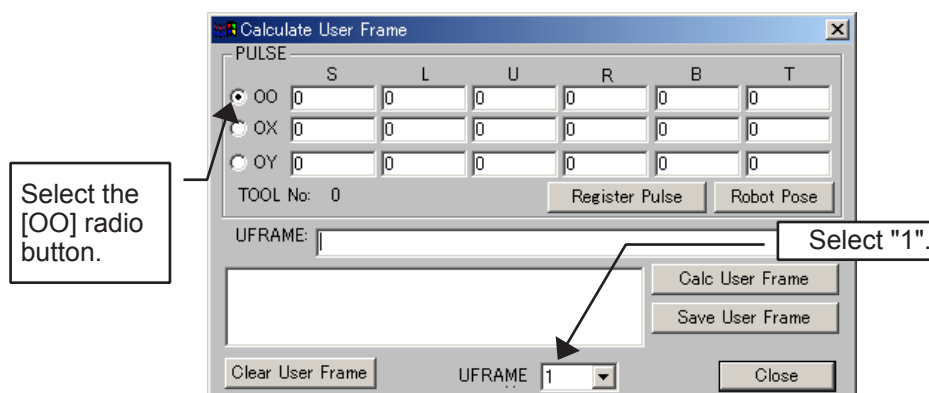 Calculate User Frame
PULSE
S L U R B T
OO 0 0 0 0 0 0
OX 0 0 0 0 0 0
OY 0 0 0 0 0 0
TOOL No: 0 Register Pulse Robot Pose
Select the
[OO] radio
button.
UFRAME:
Select "1".
Calc User Frame
Save User Frame
Clear User Frame UFRAME 1 Close